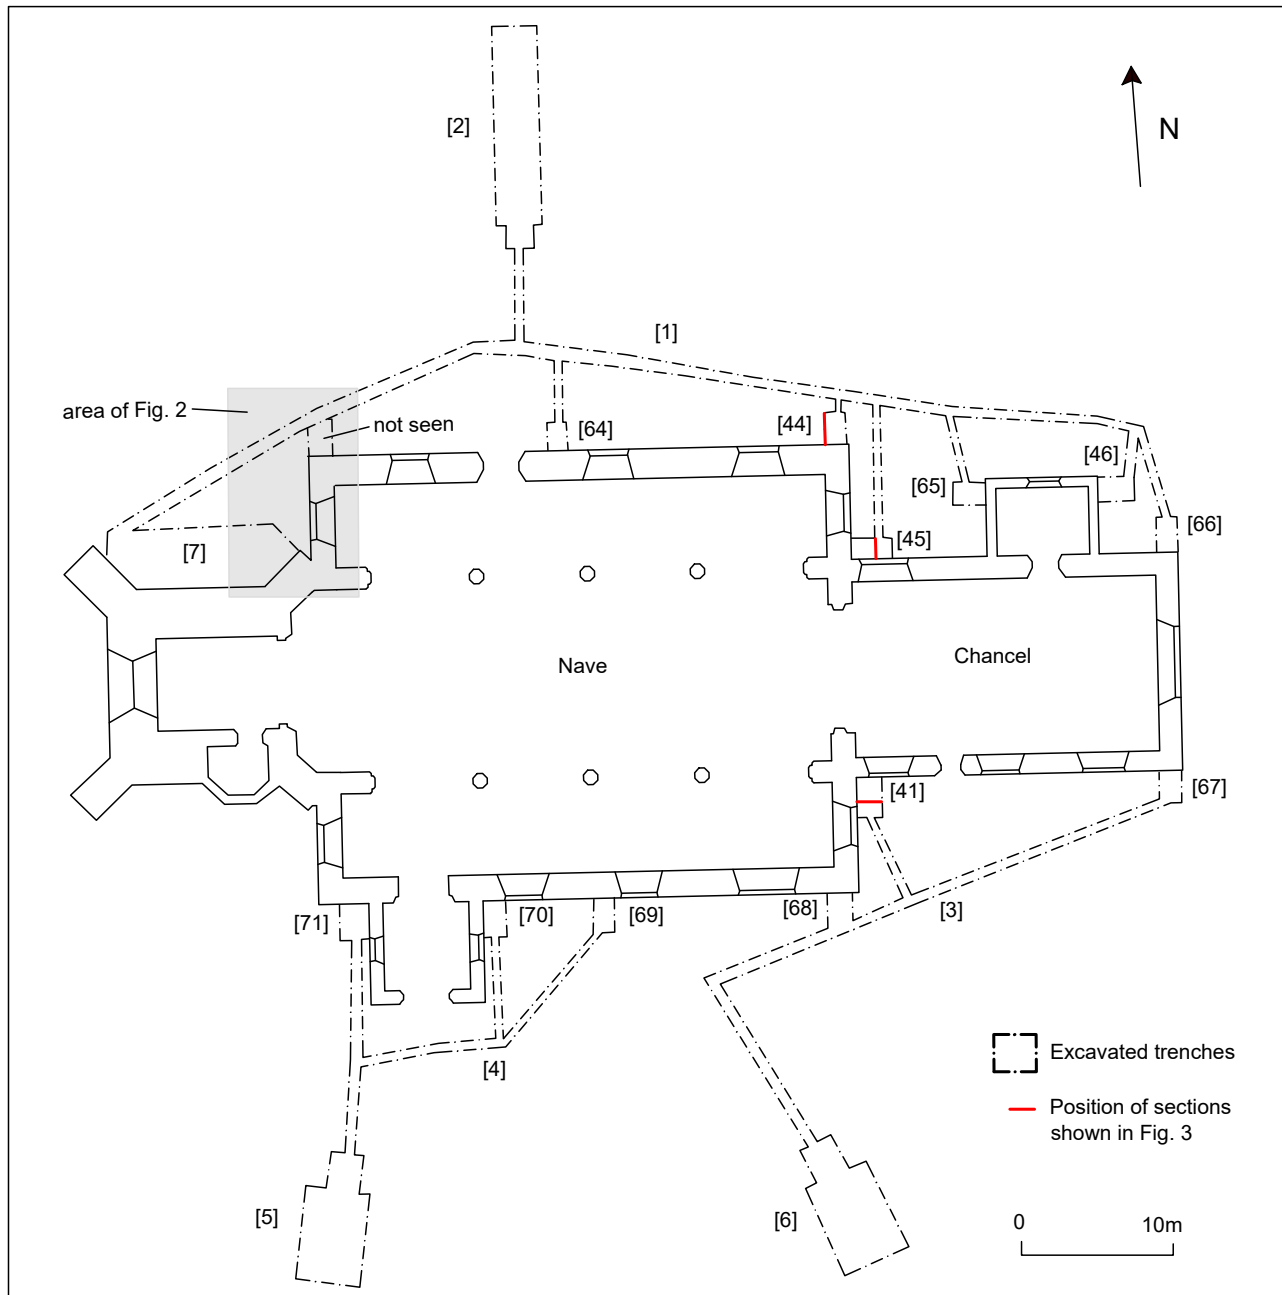 [2]
N
[1]
area of Fig. 2
not seen
[64]
[44]
[46]
[65]
[66]
[7]
[45]
Nave
Chancel
[41]
[67]
[71]
[70]
[69]
[68]
[3]
[4]
Excavated trenches
Position of sections
shown in Fig. 3
[5]
[6]
0
10m